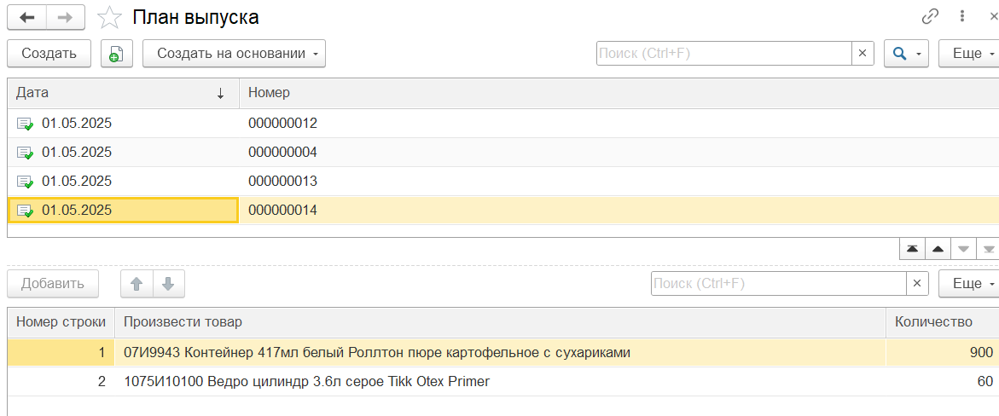 План выпуска
Создать Создать на основании Поиск (Ctrl+F) × Еще
Дата ↓ Номер
01.05.2025 000000012
01.05.2025 000000004
01.05.2025 000000013
01.05.2025 000000014
Добавить Поиск (Ctrl+F) × Еще
Номер строки Произвести товар Количество
1 07И9943 Контейнер 417мл белый Роллтон пюре картофельное с сухариками 900
2 1075И10100 Ведро цилиндр 3.6л серое Tikk Otex Primer 60